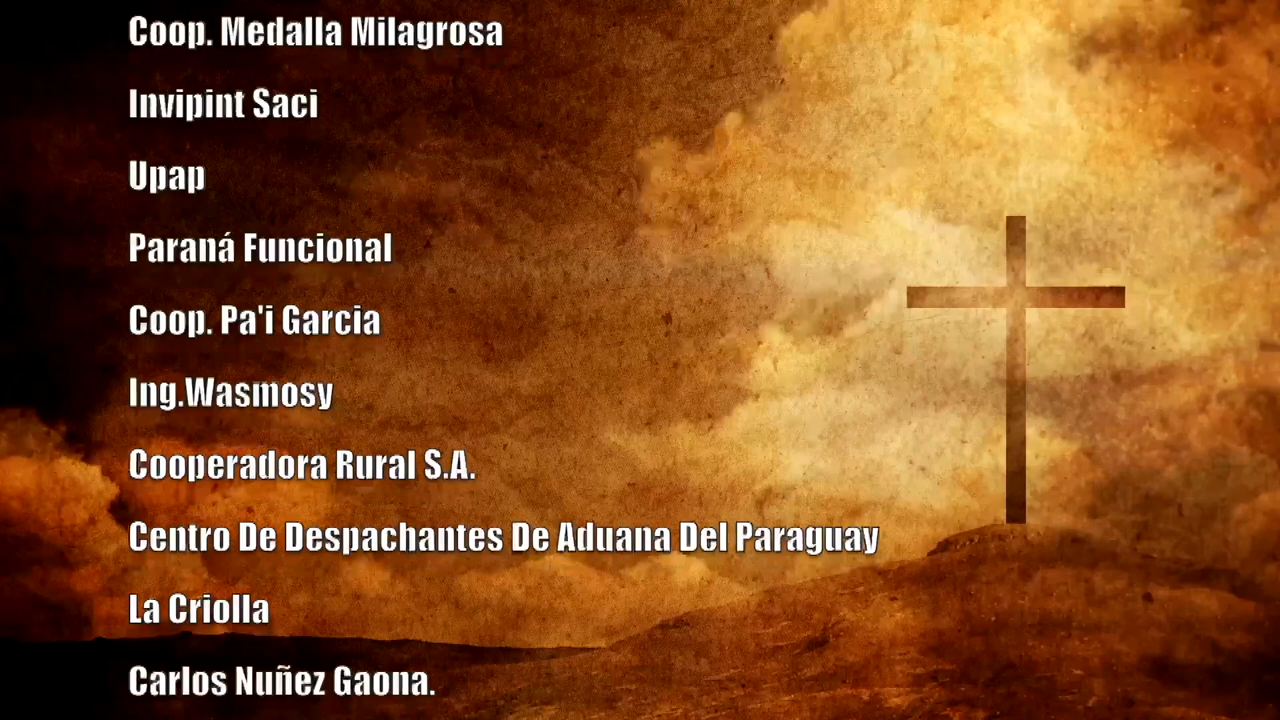 Coop. Medalla Milagrosa
Invipint Saci
Upap
Paraná Funcional
Coop. Pa'i Garcia
Ing.Wasmosy
Cooperadora Rural S.A.
Centro De Despachantes De Aduana Del Paraguay
La Criolla
Carlos Nuñez Gaona.